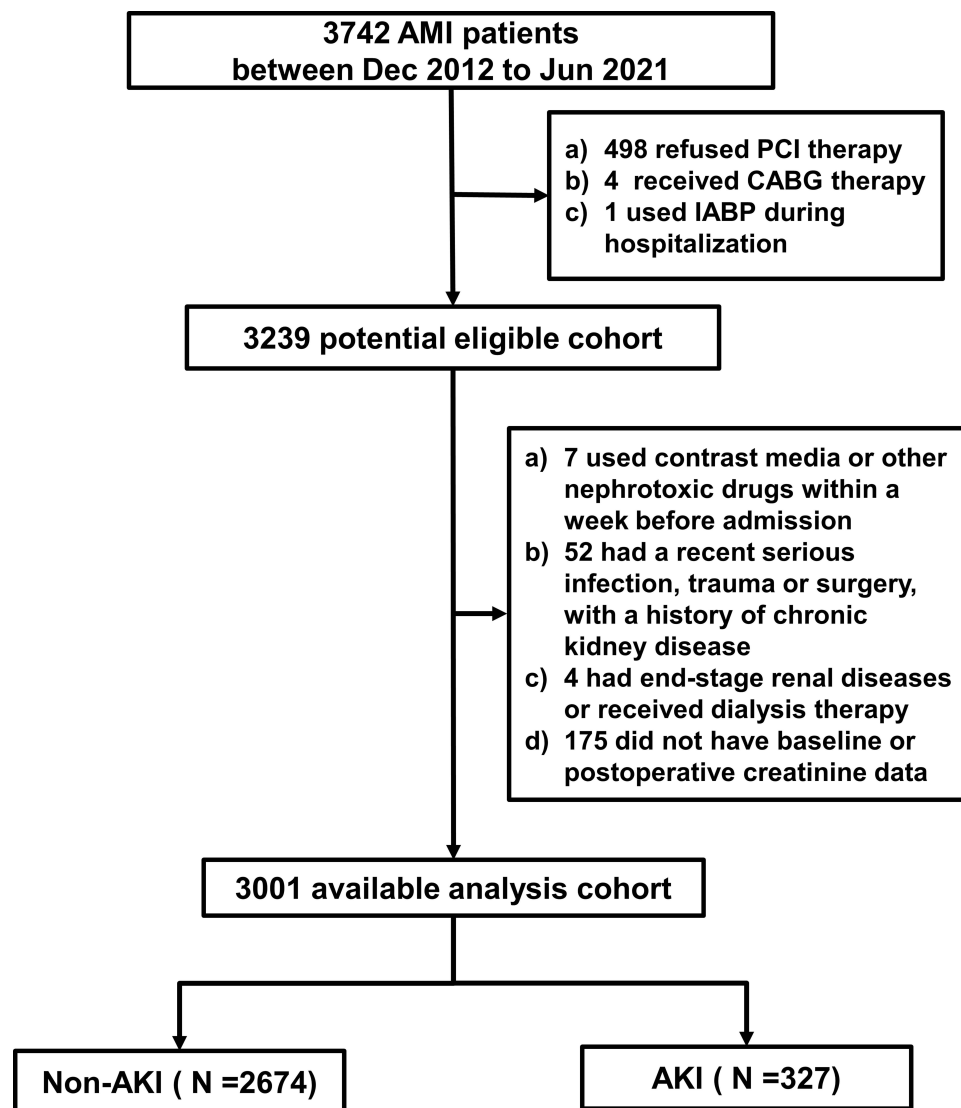 3742 AMI patients
between Dec 2012 to Jun 2021
a) 498 refused PCI therapy
b) 4 received CABG therapy
c) 1 used IABP during
hospitalization
3239 potential eligible cohort
a) 7 used contrast media or other
nephrotoxic drugs within a
week before admission
b) 52 had a recent serious
infection, trauma or surgery,
with a history of chronic
kidney disease
c) 4 had end-stage renal diseases
or received dialysis therapy
d) 175 did not have baseline or
postoperative creatinine data
3001 available analysis cohort
Non-AKI ( N =2674)
AKI ( N =327)